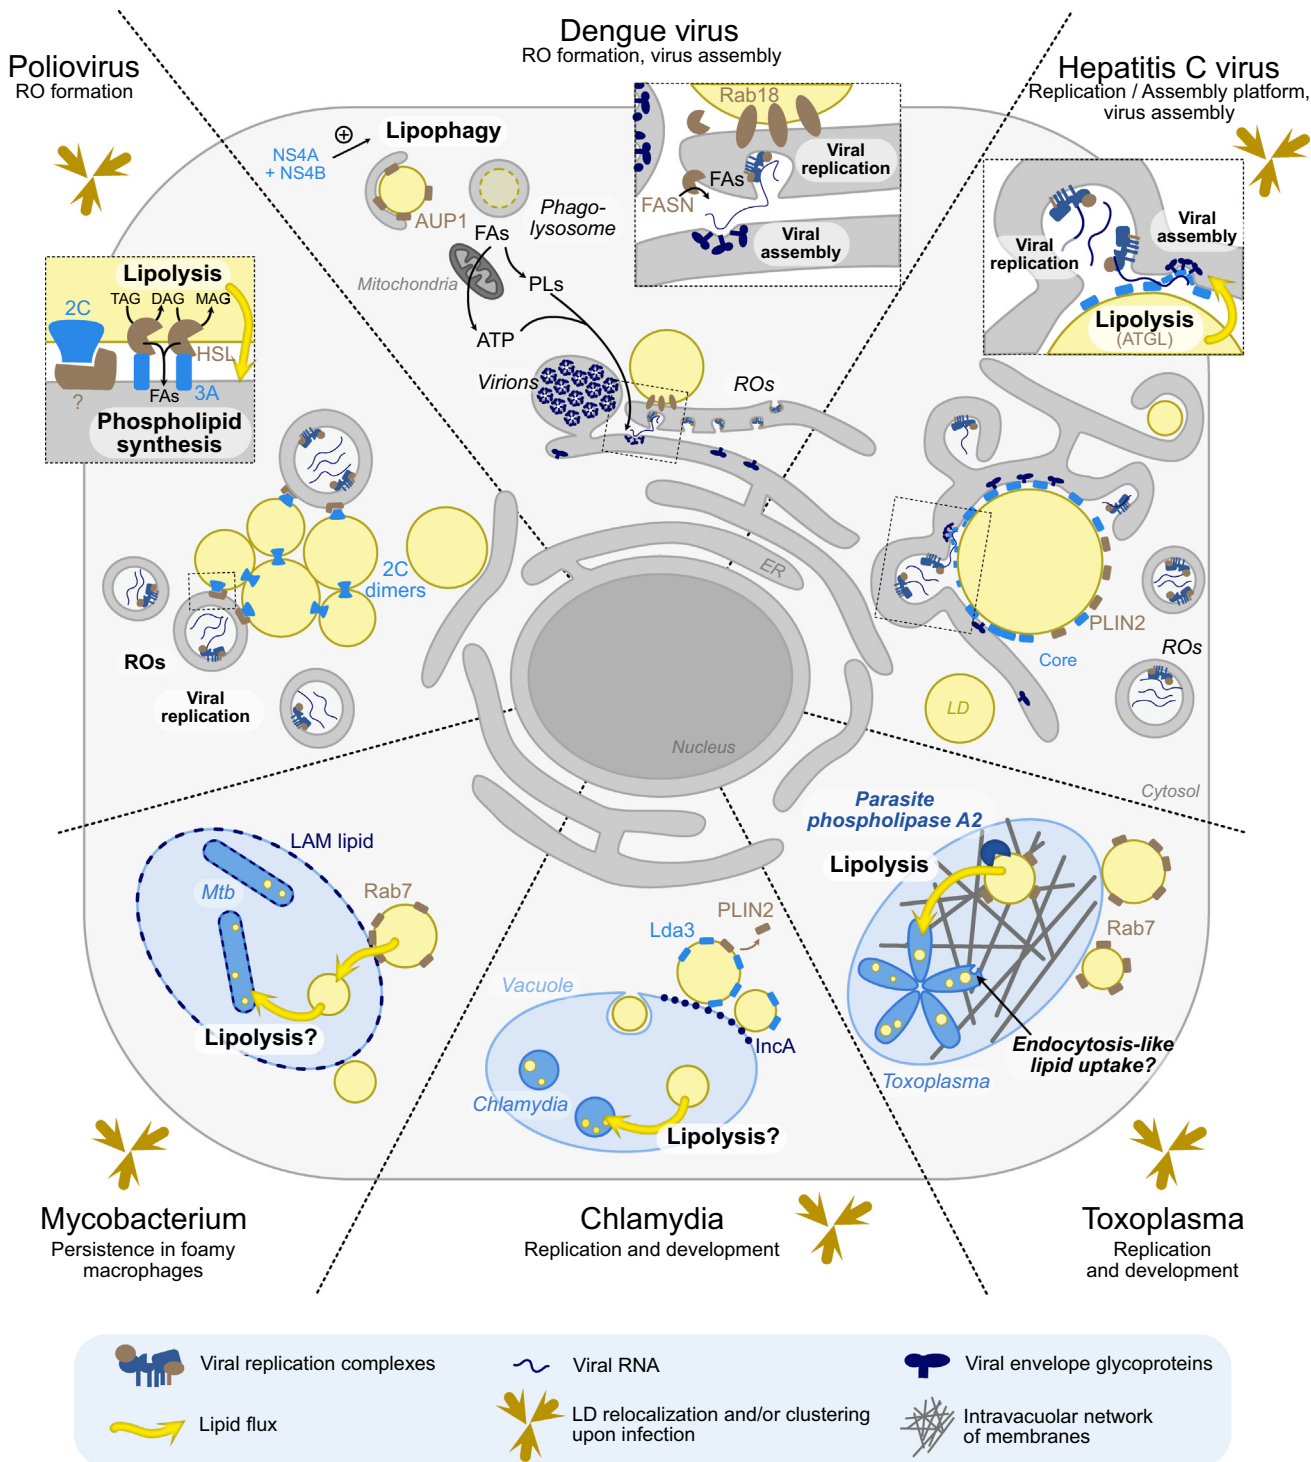 Poliovirus
RO formation
Dengue virus
RO formation, virus assembly
Hepatitis C virus
Replication / Assembly platform,
virus assembly
NS4A
+ NS4B
+
Lipophagy
AUP1
Phago-
lysosome
FAs
Mitochondria
PLs
ATP
Virions
ROs
Rab18
Viral
replication
FAs
FASN
Viral
assembly
Viral
replication
Viral
assembly
Lipolysis
(ATGL)
Lipolysis
TAG DAG MAG
2C
HSL
?
FAs
3A
Phospholipid
synthesis
2C
dimers
ROs
Viral
replication
ER
Nucleus
PLIN2
Core
ROs
LD
Cytosol
LAM lipid
Mtb
Rab7
Lipolysis?
PLIN2
Lda3
Vacuole
IncA
Chlamydia
Lipolysis?
Parasite
phospholipase A2
Lipolysis
Rab7
Endocytosis-like
lipid uptake?
Toxoplasma
Mycobacterium
Persistence in foamy
macrophages
Chlamydia
Replication and development
Toxoplasma
Replication
and development
Viral replication complexes
Viral RNA
Viral envelope glycoproteins
Lipid flux
LD relocalization and/or clustering
upon infection
Intravacuolar network
of membranes